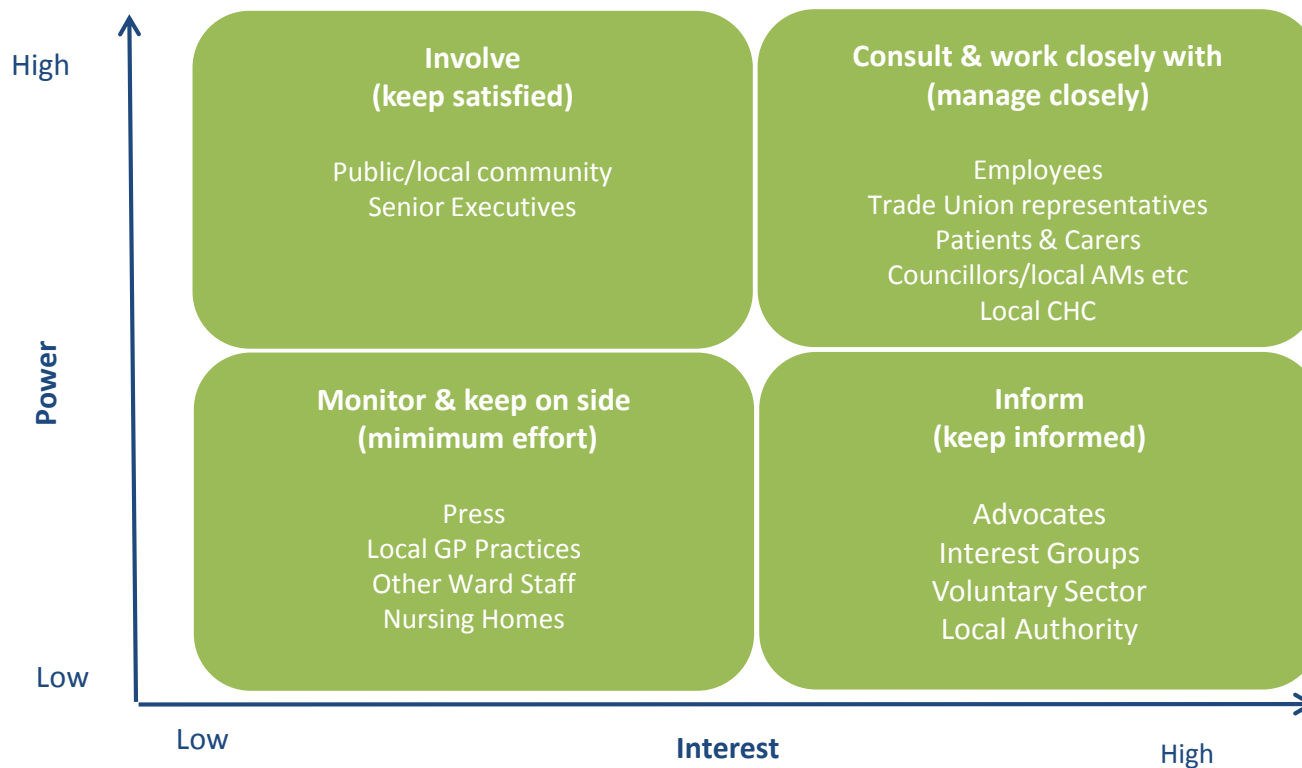 High
Involve
(keep satisfied)
Public/local community
Senior Executives
Consult & work closely with
(manage closely)
Employees
Trade Union representatives
Patients & Carers
Councillors/local AMs etc
Local CHC
Power
Monitor & keep on side
(mimimum effort)
Press
Local GP Practices
Other Ward Staff
Nursing Homes
Inform
(keep informed)
Advocates
Interest Groups
Voluntary Sector
Local Authority
Low
Low
Interest
High